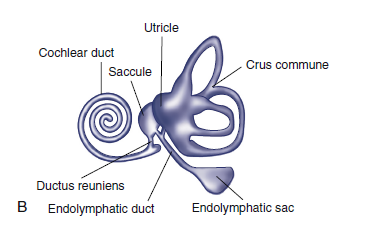 Utricle
Cochlear duct
Saccule
Crus commune
Ductus reuniens
B
Endolymphatic duct
Endolymphatic sac